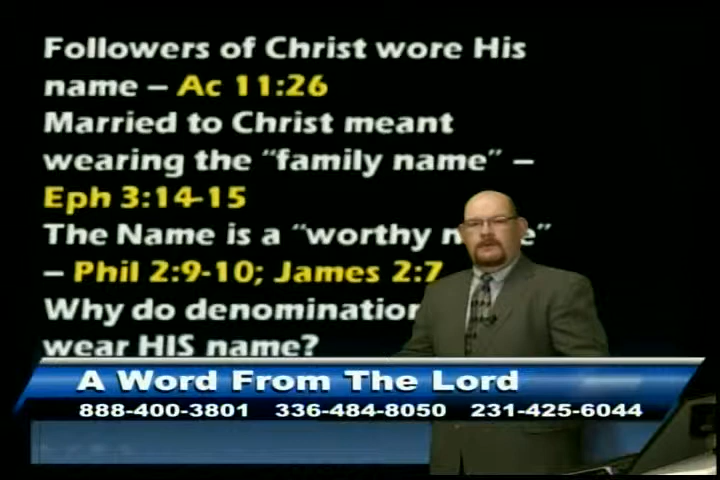 Followers of Christ wore His
name – Ac 11:26
Married to Christ meant
wearing the “family name” –
Eph 3:14-15
The Name is a “worthy
– Phil 2:9-10; James 2:7
Why do
wear HIS name?
A Word From The Lord
888-400-3801 336-484-8050 231-425-6044